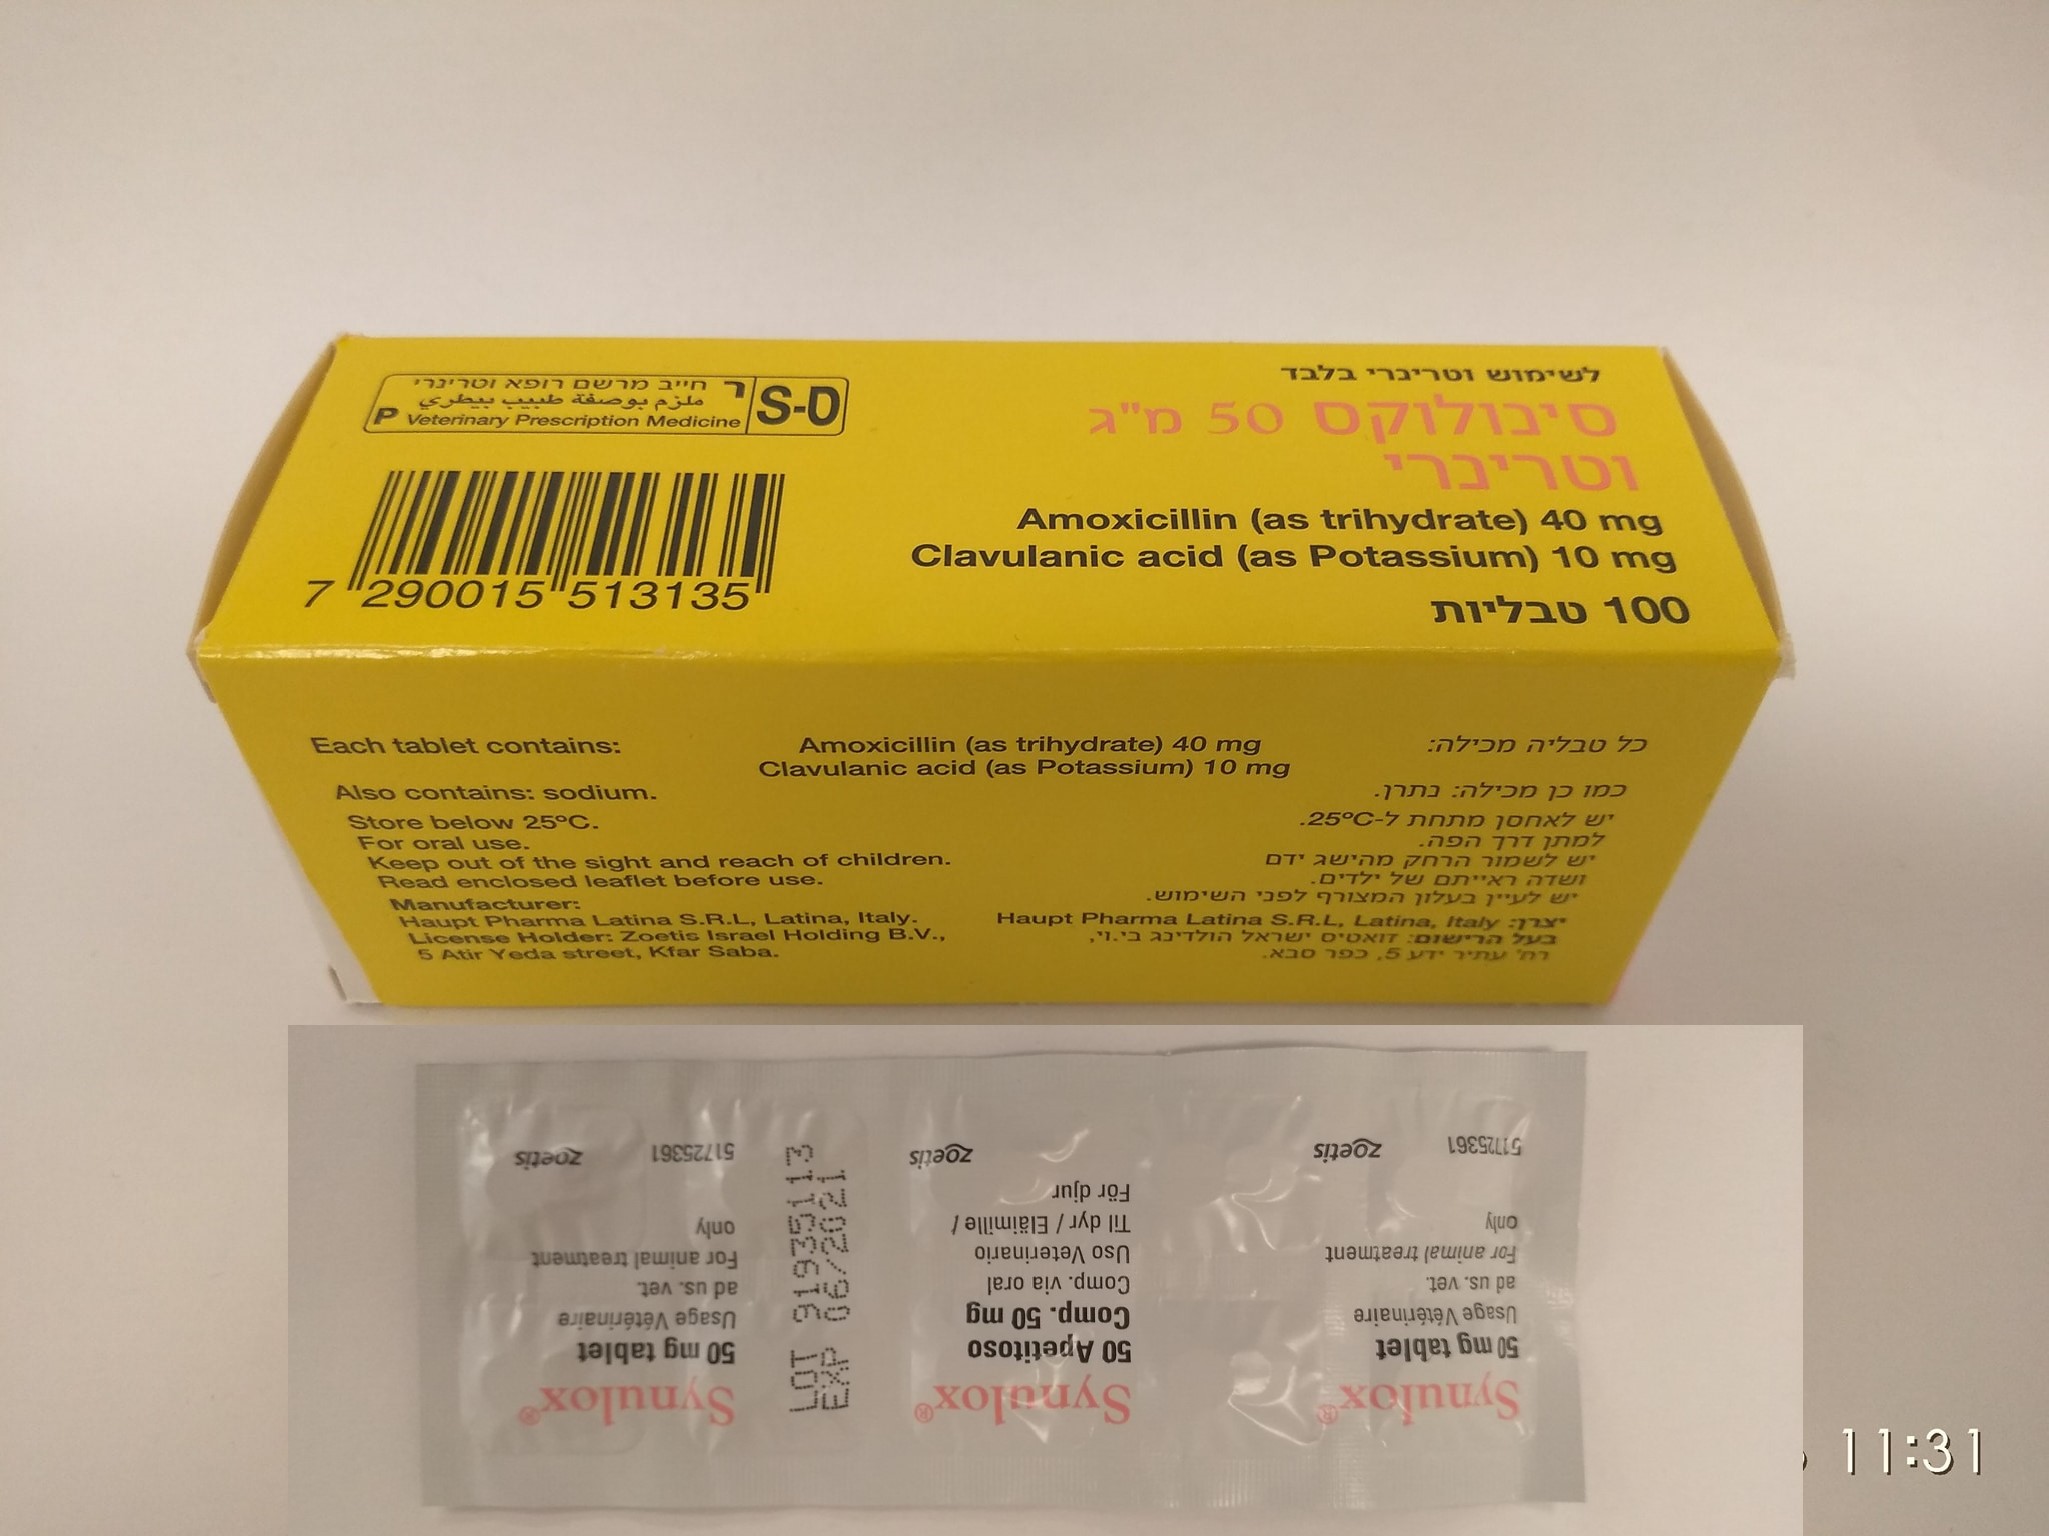 חייב מרשם רופא וטרינרי ר
ملزم بوصفة طبيب بيطري
P Veterinary Prescription Medicine
S-D
7 290015 513135
לשימוש וטרינרי בלבד
סינולוקס 50 מ"ג
וטרינרי
Amoxicillin (as trihydrate) 40 mg
Clavulanic acid (as Potassium) 10 mg
100 טבליות
Each tablet contains:
Amoxicillin (as trihydrate) 40 mg
Clavulanic acid (as Potassium) 10 mg
Also contains: sodium.
Store below 25°C.
For oral use.
Keep out of the sight and reach of children.
Read enclosed leaflet before use.
Manufacturer:
Haupt Pharma Latina S.R.L, Latina, Italy.
License Holder: Zoetis Israel Holding B.V.,
5 Atir Yeda street, Kfar Saba.
כל טבליה מכילה:
כמו כן מכילה: נתרן.
יש לאחסן מתחת ל-25°C.
למתן דרך הפה.
יש לשמור הרחק מהישג ידם
ושדה ראייתם של ילדים.
יש לעיין בעלון המצורף לפני השימוש.
יצרן: Haupt Pharma Latina S.R.L, Latina, Italy
בעל הרישום: זואטיס ישראל הולדינג בי.וי,
רח' עתיר ידע 5, כפר סבא.
Synulox®
50 mg tablet
Usage Vétérinaire
ad us. vet.
For animal treatment
only
51725361 zoetis
Synulox®
50 Apetitoso
Comp. 50 mg
Comp. via oral
Uso Veterinario
Til dyr / Eläimille /
För djur
zoetis
LOT 919355113
EXP 06/2021
Synulox®
50 mg tablet
Usage Vétérinaire
ad us. vet.
For animal treatment
only
51725361 zoetis
11:31